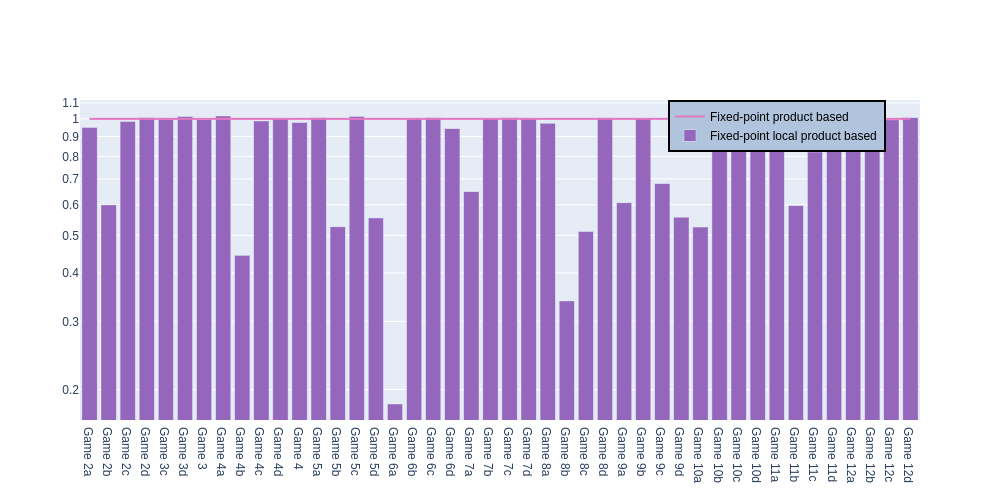 1.1
1
0.9
0.8
0.7
0.6
0.5
0.4
0.3
0.2
Fixed-point product based
Fixed-point local product based
Game 2a
Game 2b
Game 2c
Game 2d
Game 3c
Game 3d
Game 3
Game 4a
Game 4b
Game 4c
Game 4d
Game 4
Game 5a
Game 5b
Game 5c
Game 5d
Game 6a
Game 6b
Game 6c
Game 6d
Game 7a
Game 7b
Game 7c
Game 7d
Game 8a
Game 8b
Game 8c
Game 8d
Game 9a
Game 9b
Game 9c
Game 9d
Game 10a
Game 10b
Game 10c
Game 10d
Game 11a
Game 11b
Game 11c
Game 11d
Game 12a
Game 12b
Game 12c
Game 12d